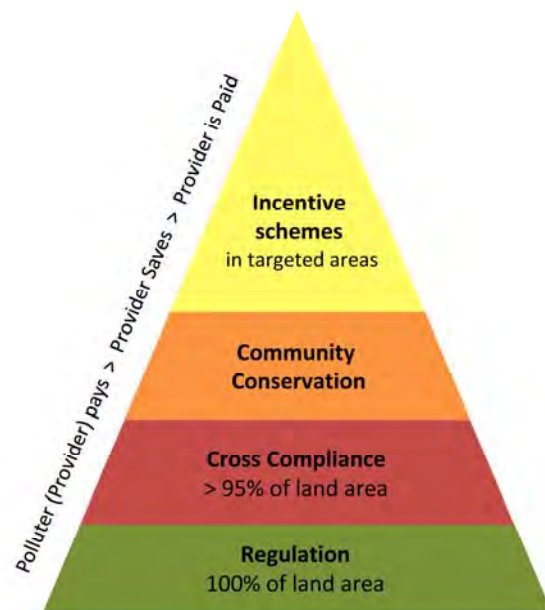 Polluter (Provider) pays > Provider Saves > Provider is Paid
Incentive
schemes
in targeted areas
Community
Conservation
Cross Compliance
> 95% of land area
Regulation
100% of land area